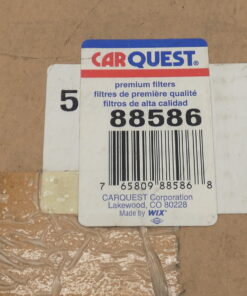 CARQUEST®
premium filters
filtres de première qualité
filtros de alta calidad
5
88586
7 65809 88586 8
CARQUEST Corporation
Lakewood, CO 80228
Made by WIX®